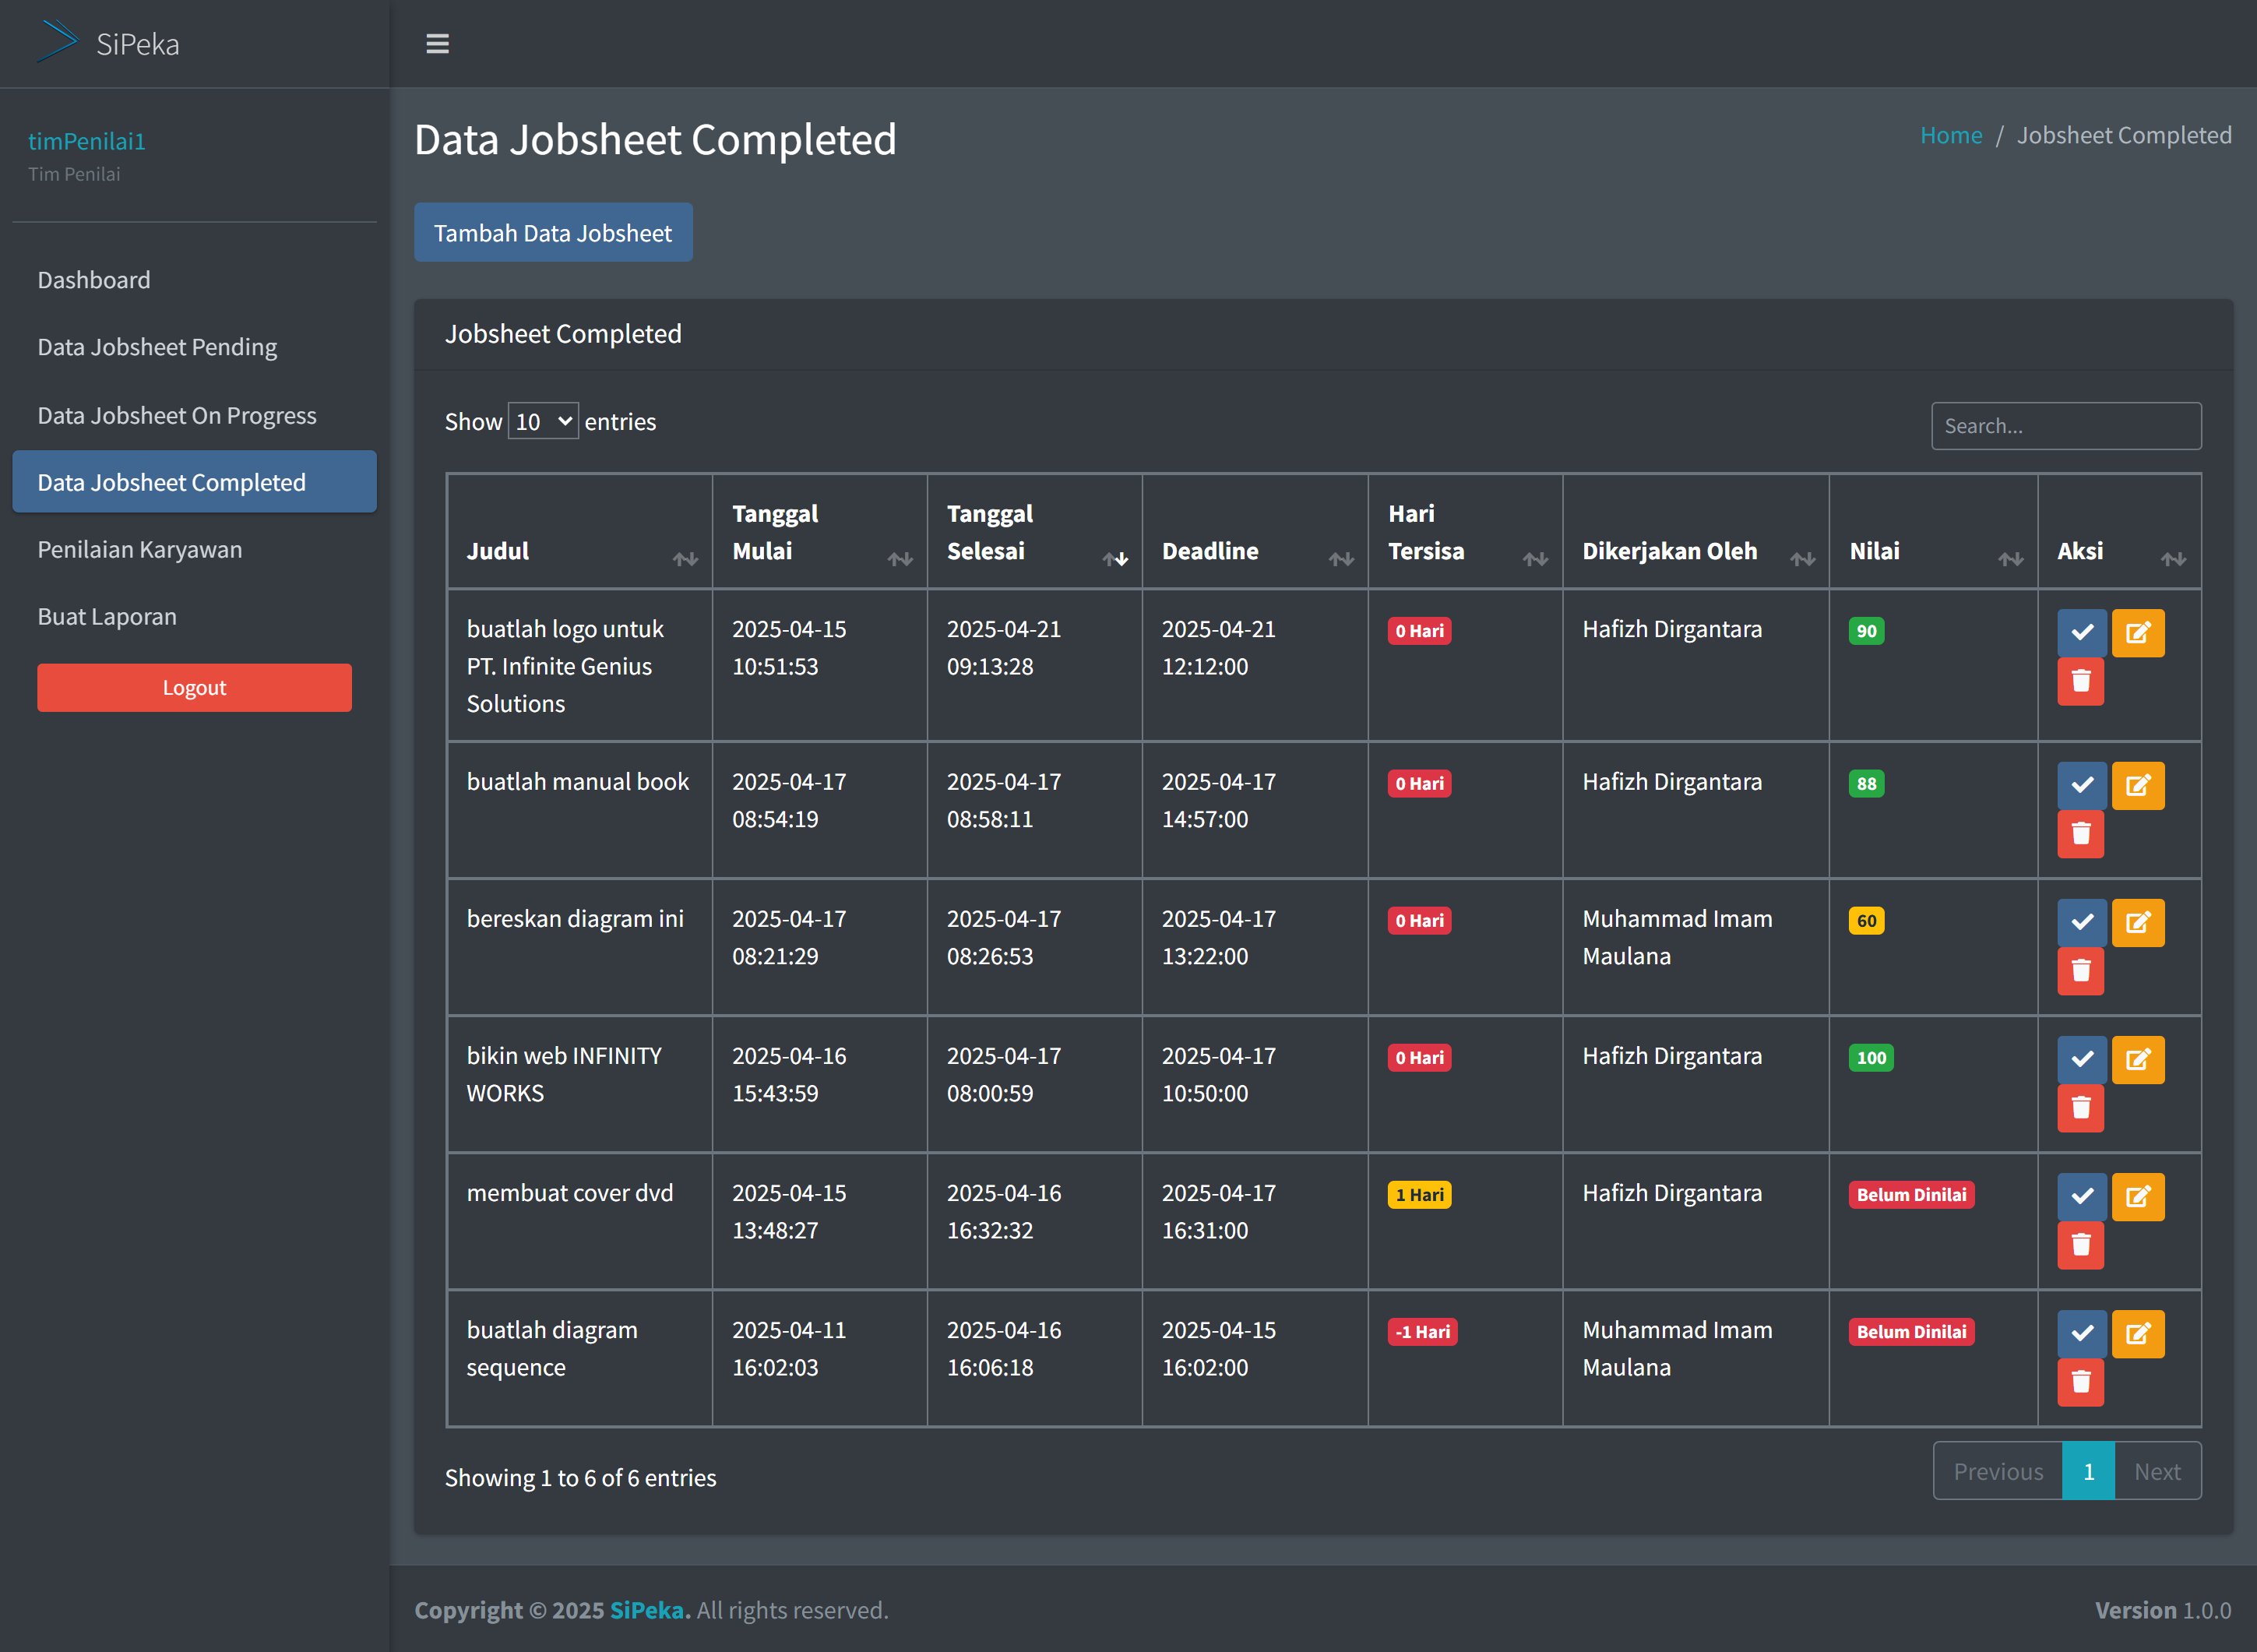 SiPeka
timPenilai1
Tim Penilai
Dashboard
Data Jobsheet Pending
Data Jobsheet On Progress
Data Jobsheet Completed
Penilaian Karyawan
Buat Laporan
Logout
Data Jobsheet Completed
Home / Jobsheet Completed
Tambah Data Jobsheet
Jobsheet Completed
Show 10 entries
Search...
Judul
Tanggal
Mulai
Tanggal
Selesai
Deadline
Hari
Tersisa
Dikerjakan Oleh
Nilai
Aksi
buatlah logo untuk
PT. Infinite Genius
Solutions
2025-04-15
10:51:53
2025-04-21
09:13:28
2025-04-21
12:12:00
0 Hari
Hafizh Dirgantara
90
buatlah manual book
2025-04-17
08:54:19
2025-04-17
08:58:11
2025-04-17
14:57:00
0 Hari
Hafizh Dirgantara
88
bereskan diagram ini
2025-04-17
08:21:29
2025-04-17
08:26:53
2025-04-17
13:22:00
0 Hari
Muhammad Imam
Maulana
60
bikin web INFINITY
WORKS
2025-04-16
15:43:59
2025-04-17
08:00:59
2025-04-17
10:50:00
0 Hari
Hafizh Dirgantara
100
membuat cover dvd
2025-04-15
13:48:27
2025-04-16
16:32:32
2025-04-17
16:31:00
1 Hari
Hafizh Dirgantara
Belum Dinilai
buatlah diagram
sequence
2025-04-11
16:02:03
2025-04-16
16:06:18
2025-04-15
16:02:00
-1 Hari
Muhammad Imam
Maulana
Belum Dinilai
Showing 1 to 6 of 6 entries
Previous 1 Next
Copyright © 2025 SiPeka. All rights reserved.
Version 1.0.0